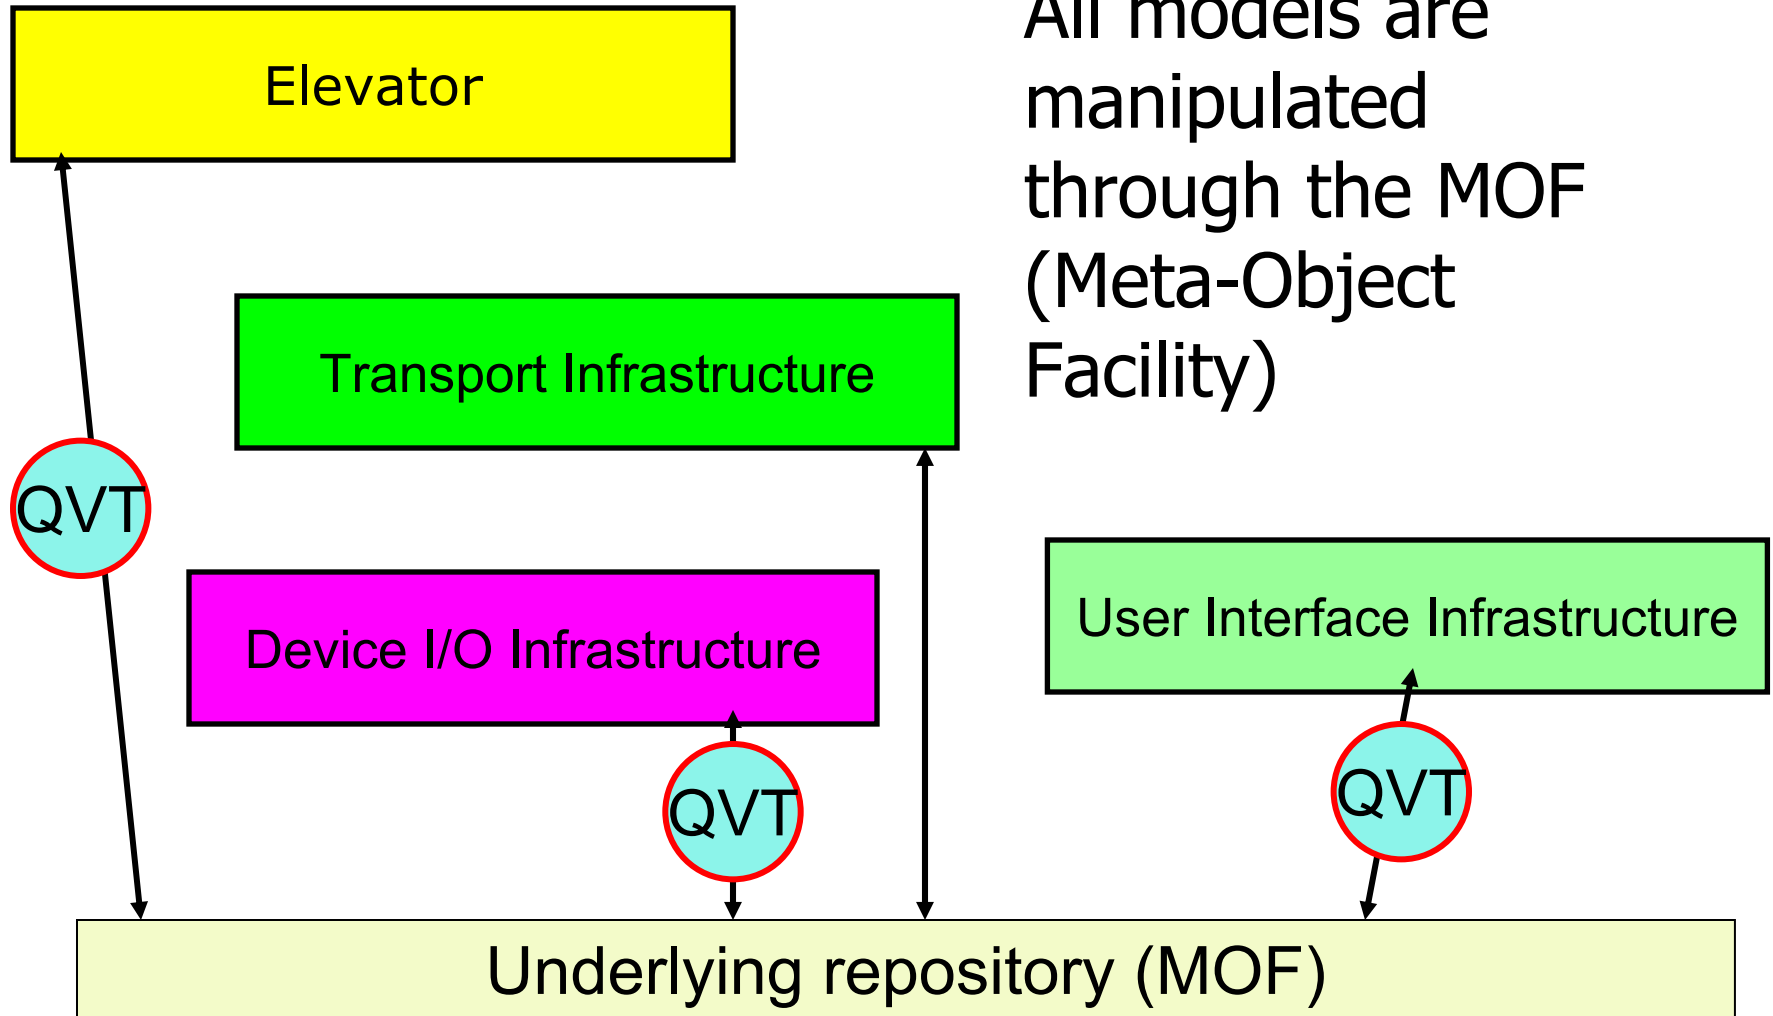 Elevator
All models are
manipulated
through the MOF
(Meta-Object
Facility)
Transport Infrastructure
QVT
Device I/O Infrastructure
User Interface Infrastructure
QVT
QVT
Underlying repository (MOF)